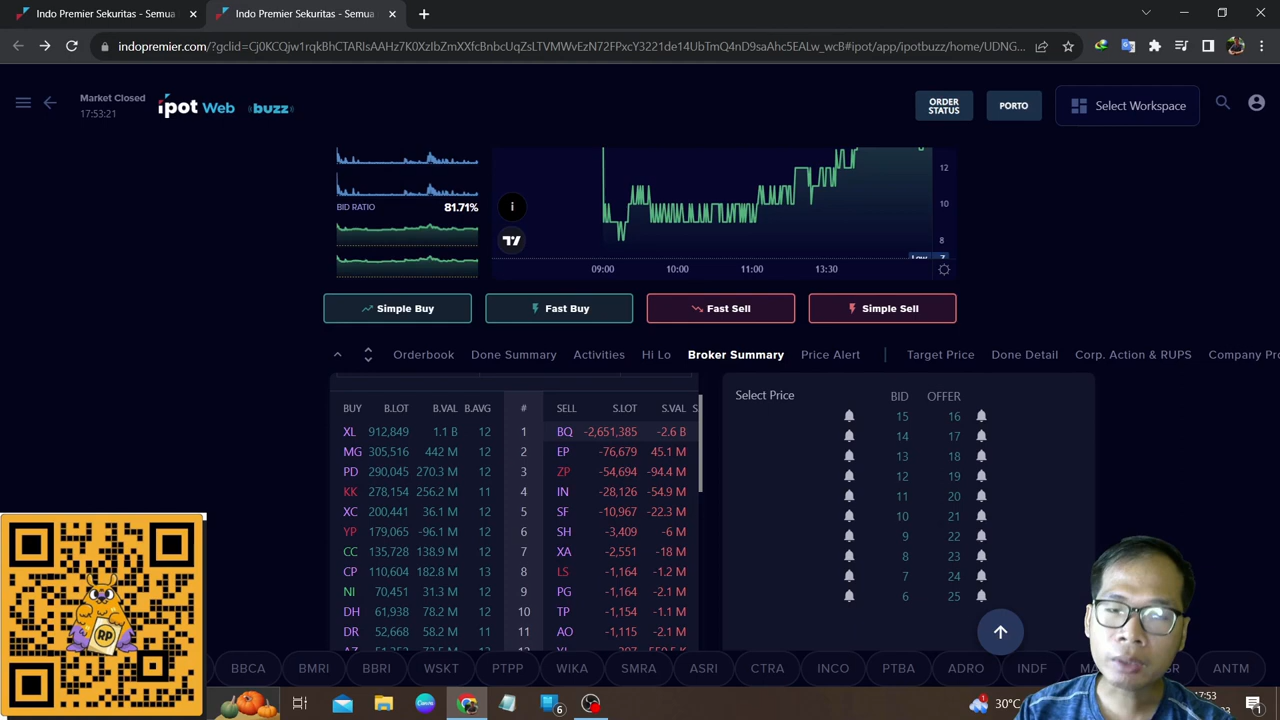 Indo Premier Sekuritas - Semua
Indo Premier Sekuritas - Semua
indopremier.com/?gclid=Cj0KCQjw1rqkBhCTARIsAAHz7K0XzIbZmXXfcBnbcUqZsLTVMWvEzN72FPxcY3221de14UbTmQ4nD9saAhc5EALw_wcB#ipot/app/ipotbuzz/home/UDNG...
Market Closed
17:53:21
ipot Web buzz
ORDER STATUS
PORTO
Select Workspace
BID RATIO 81.71%
12
10
8
Low 7
09:00 10:00 11:00 13:30
Simple Buy Fast Buy Fast Sell Simple Sell
Orderbook Done Summary Activities Hi Lo Broker Summary Price Alert Target Price Done Detail Corp. Action & RUPS Company Pro
BUY B.LOT B.VAL B.AVG # SELL S.LOT S.VAL S
XL 912,849 1.1 B 12 1 BQ -2,651,385 -2.6 B
MG 305,516 442 M 12 2 EP -76,679 45.1 M
PD 290,045 270.3 M 12 3 ZP -54,694 -94.4 M
KK 278,154 256.2 M 11 4 IN -28,126 -54.9 M
XC 200,441 36.1 M 12 5 SF -10,967 -22.3 M
YP 179,065 -96.1 M 12 6 SH -3,409 -6 M
CC 135,728 138.9 M 12 7 XA -2,551 -18 M
CP 110,604 182.8 M 13 8 LS -1,164 -1.2 M
NI 70,451 31.3 M 12 9 PG -1,164 -2.1 M
DH 61,938 78.2 M 12 10 TP -1,154 -1.1 M
DR 52,668 58.2 M 11 11 AO -1,115 -2.1 M
Select Price BID OFFER
15 16
14 17
13 18
12 19
11 20
10 21
9 22
8 23
7 24
6 25
RP
BBCA BMRI BBRI WSKT PTPP WIKA SMRA ASRI CTRA INCO PTBA ADRO INDF ANTM
6
1
30°C
17:53